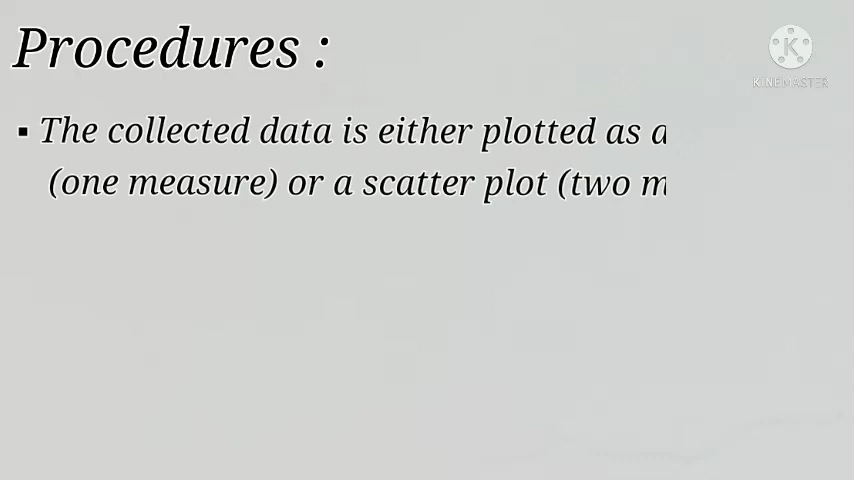 Procedures :
▪ The collected data is either plotted as a
(one measure) or a scatter plot (two m
KINEMASTER